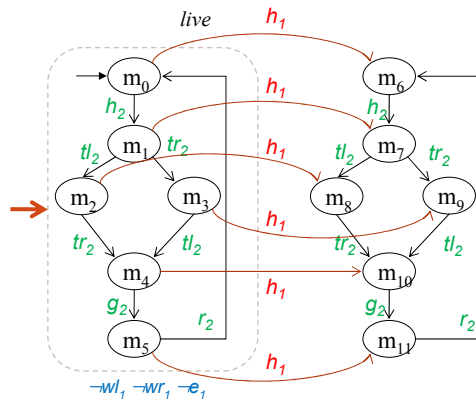 live
h₁
m₀
m₆
h₂
h₁
h₂
m₁
m₇
tl₂
tr₂
h₁
tl₂
tr₂
m₂
m₃
m₈
m₉
tr₂
tl₂
h₁
tr₂
tl₂
m₄
h₁
m₁₀
g₂
r₂
g₂
r₂
m₅
h₁
m₁₁
¬wl₁ ¬wr₁ ¬e₁